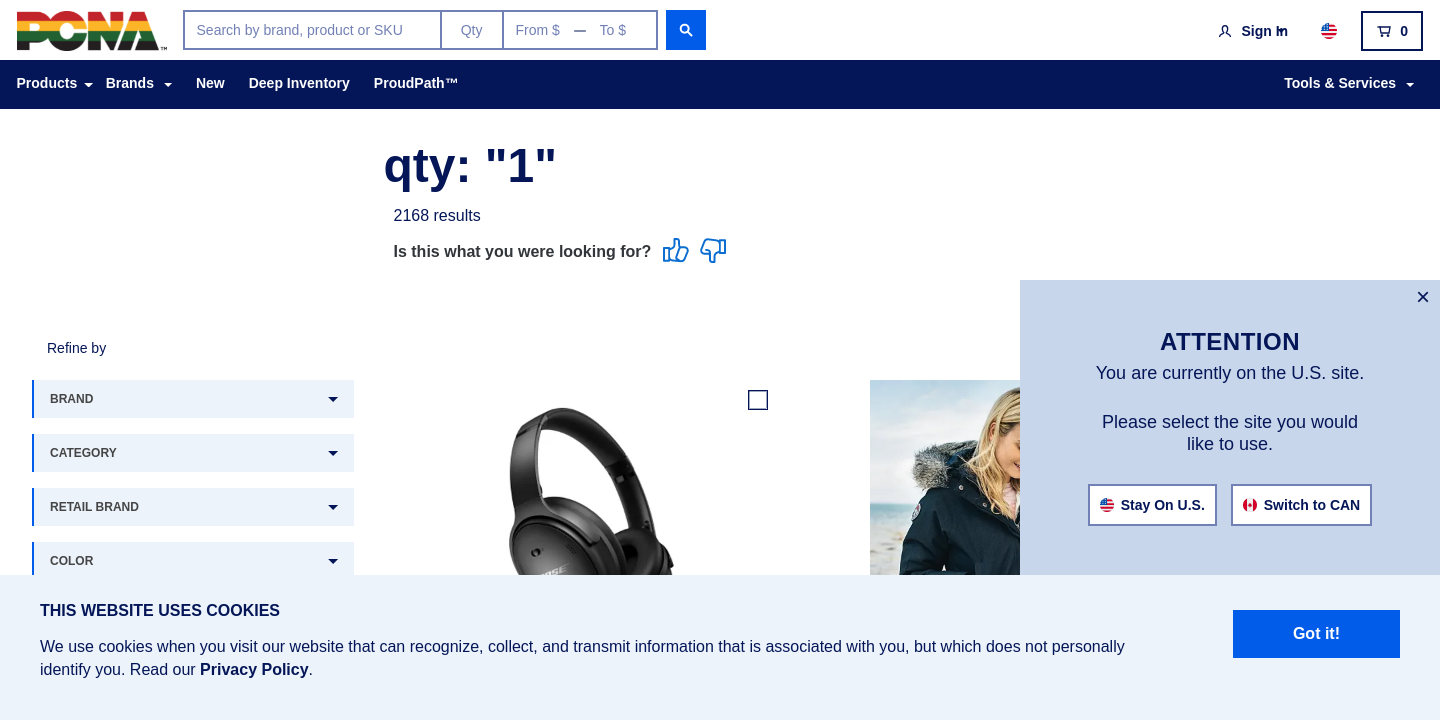 PCNA™
Search by brand, product or SKU
Qty
From $ — To $
Sign In
0
Products
Brands
New
Deep Inventory
ProudPath™
Tools & Services
qty: "1"
2168 results
Is this what you were looking for?
Refine by
BRAND
CATEGORY
RETAIL BRAND
COLOR
BOSE
×
ATTENTION
You are currently on the U.S. site.
Please select the site you would
like to use.
Stay On U.S.
Switch to CAN
THIS WEBSITE USES COOKIES
We use cookies when you visit our website that can recognize, collect, and transmit information that is associated with you, but which does not personally
identify you. Read our Privacy Policy.
Got it!